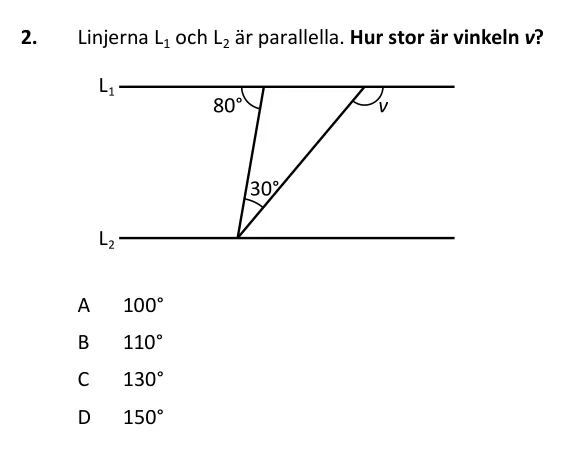 2. Linjerna L₁ och L₂ är parallella. Hur stor är vinkeln v?
L₁
80°
v
30°
L₂
A 100°
B 110°
C 130°
D 150°